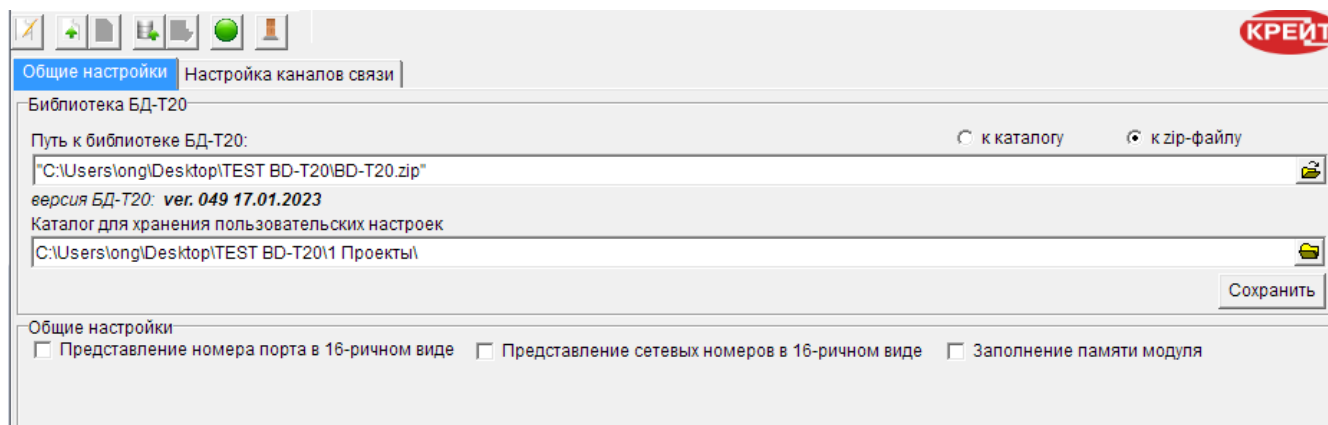 КРЕЙТ
Общие настройки Настройка каналов связи
Библиотека БД-Т20
Путь к библиотеке БД-Т20: к каталогу к zip-файлу
"C:\Users\ong\Desktop\TEST BD-T20\BD-T20.zip"
версия БД-Т20: ver. 049 17.01.2023
Каталог для хранения пользовательских настроек
C:\Users\ong\Desktop\TEST BD-T20\1 Проекты\
Сохранить
Общие настройки
Представление номера порта в 16-ричном виде Представление сетевых номеров в 16-ричном виде Заполнение памяти модуля